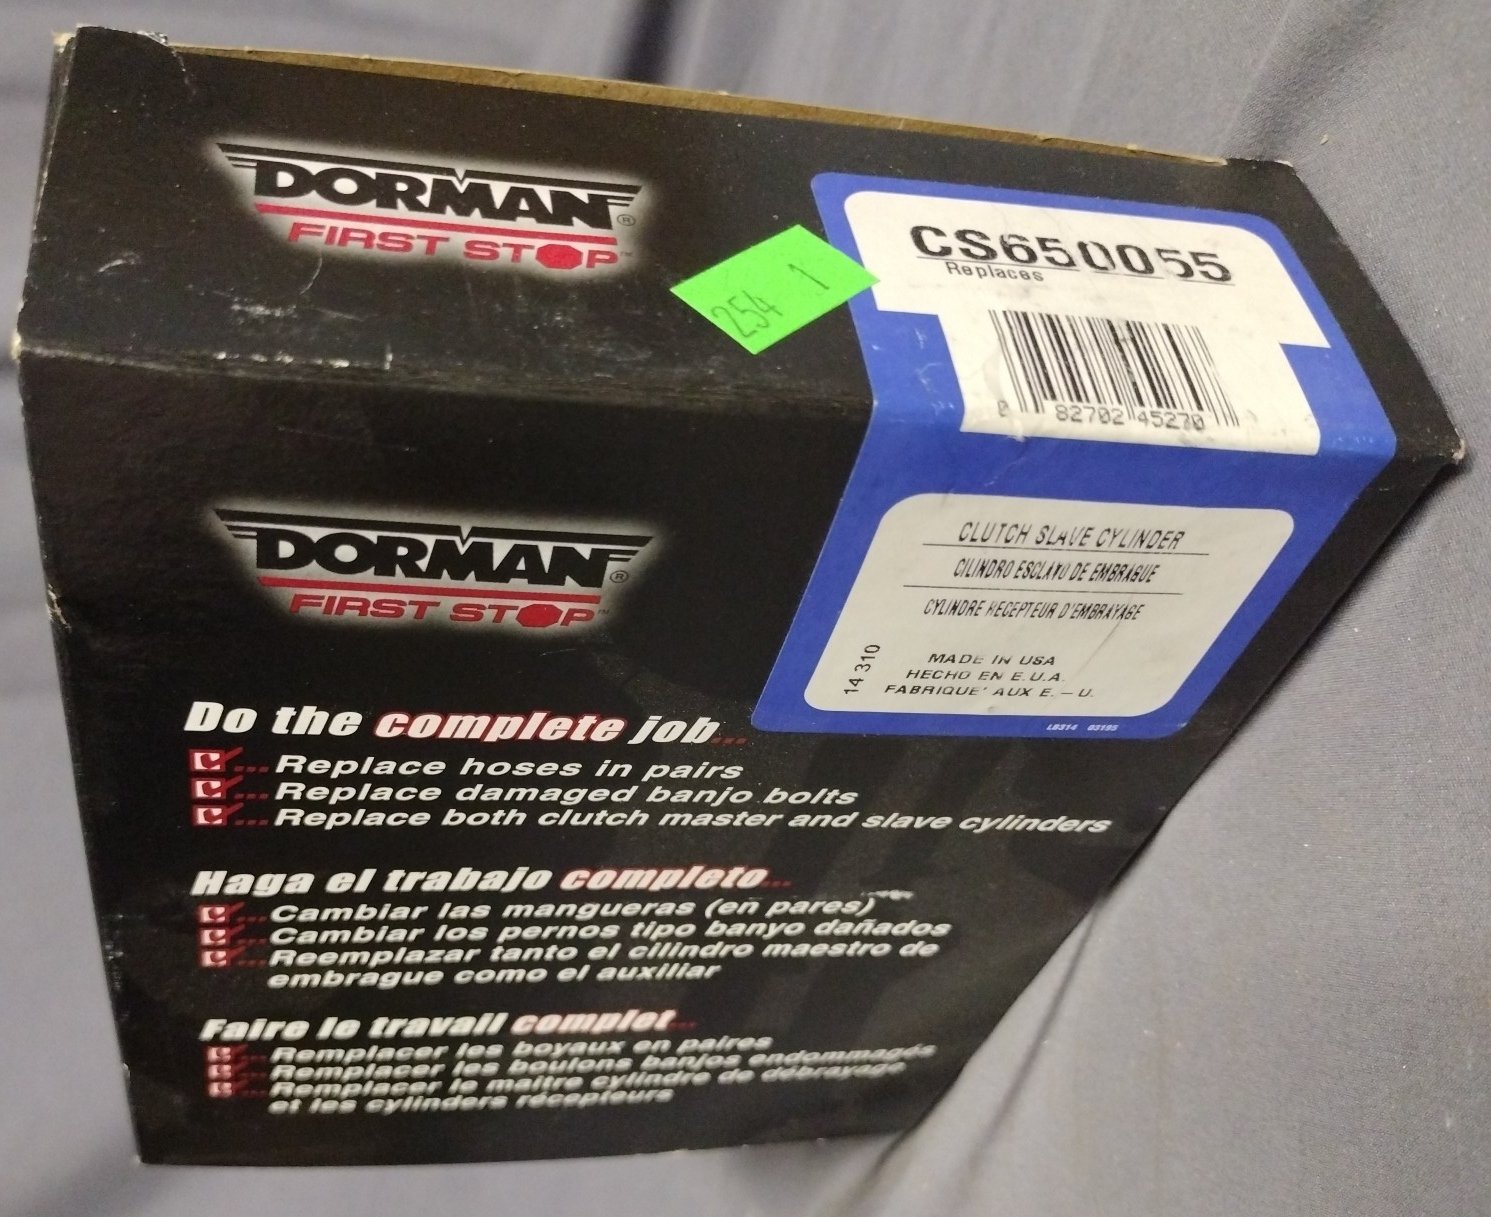 DORMAN®
FIRST STOP™
254 1
CS650055
Replaces
0 82702 45270
CLUTCH SLAVE CYLINDER
CILINDRO ESCLAVO DE EMBRAGUE
CYLINDRE RECEPTEUR D'EMBRAYAGE
14 310
MADE IN USA
HECHO EN E.U.A.
FABRIQUE' AUX E. – U.
LB314 03195
DORMAN®
FIRST STOP™
Do the complete job...
...Replace hoses in pairs
...Replace damaged banjo bolts
...Replace both clutch master and slave cylinders
Haga el trabajo completo...
...Cambiar las mangueras (en pares)
...Cambiar los pernos tipo banyo dañados
...Reemplazar tanto el cilindro maestro de
embrague como el auxiliar
Faire le travail complet...
...Remplacer les boyaux en paires
...Remplacer les boulons banjos endommagés
...Remplacer le maître cylindre de débrayage
et les cylinders récepteurs